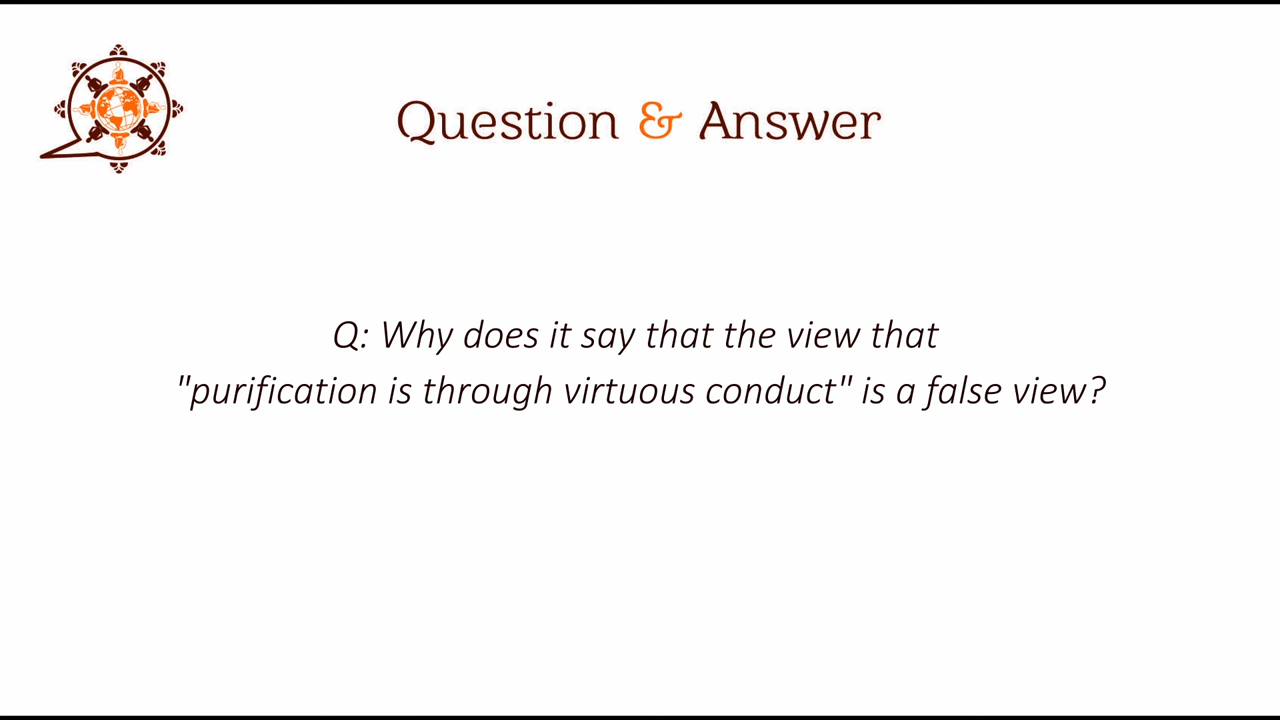 Question & Answer
Q: Why does it say that the view that
"purification is through virtuous conduct" is a false view?